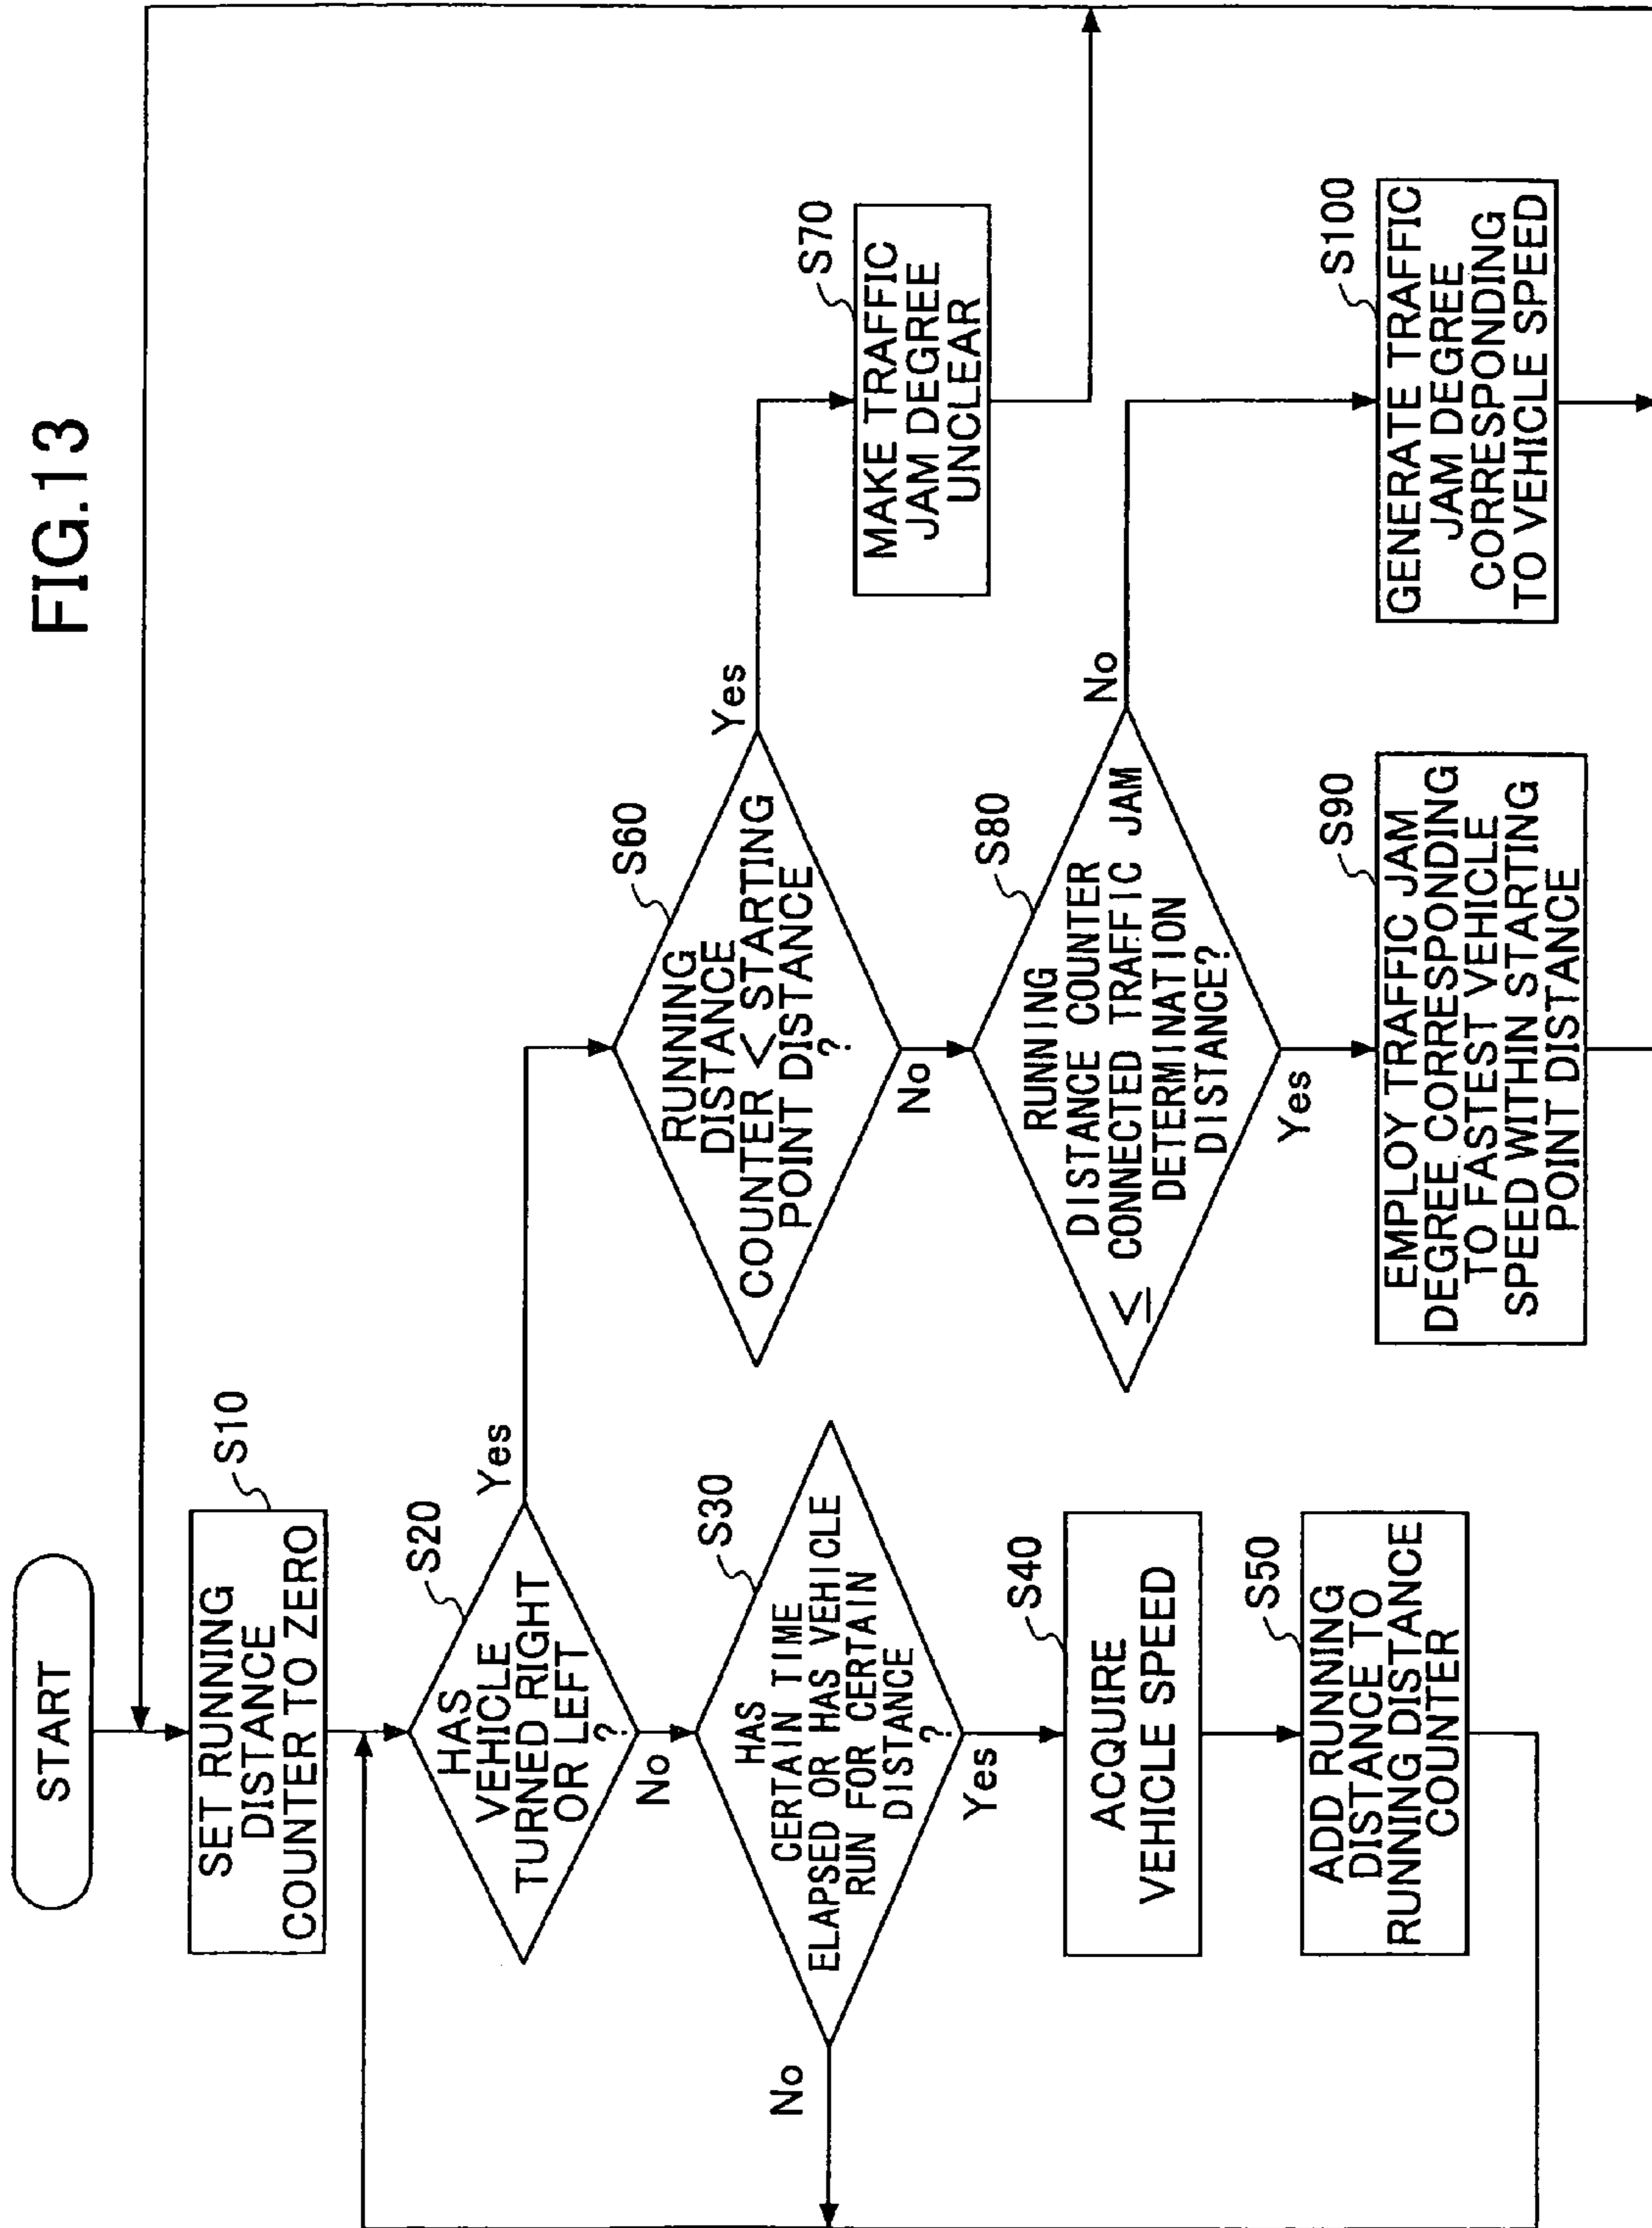 FIG.13
START
S10
SET RUNNING
DISTANCE
COUNTER TO ZERO
S20
HAS
VEHICLE
TURNED RIGHT
OR LEFT
?
Yes
No
S30
HAS
CERTAIN TIME
ELAPSED OR HAS VEHICLE
RUN FOR CERTAIN
DISTANCE
?
No
Yes
S40
ACQUIRE
VEHICLE SPEED
S50
ADD RUNNING
DISTANCE TO
RUNNING DISTANCE
COUNTER
S60
RUNNING
DISTANCE
COUNTER < STARTING
POINT DISTANCE
?
Yes
No
S70
MAKE TRAFFIC
JAM DEGREE
UNCLEAR
S80
RUNNING
DISTANCE COUNTER
≤ CONNECTED TRAFFIC JAM
DETERMINATION
DISTANCE?
No
Yes
S90
EMPLOY TRAFFIC JAM
DEGREE CORRESPONDING
TO FASTEST VEHICLE
SPEED WITHIN STARTING
POINT DISTANCE
S100
GENERATE TRAFFIC
JAM DEGREE
CORRESPONDING
TO VEHICLE SPEED